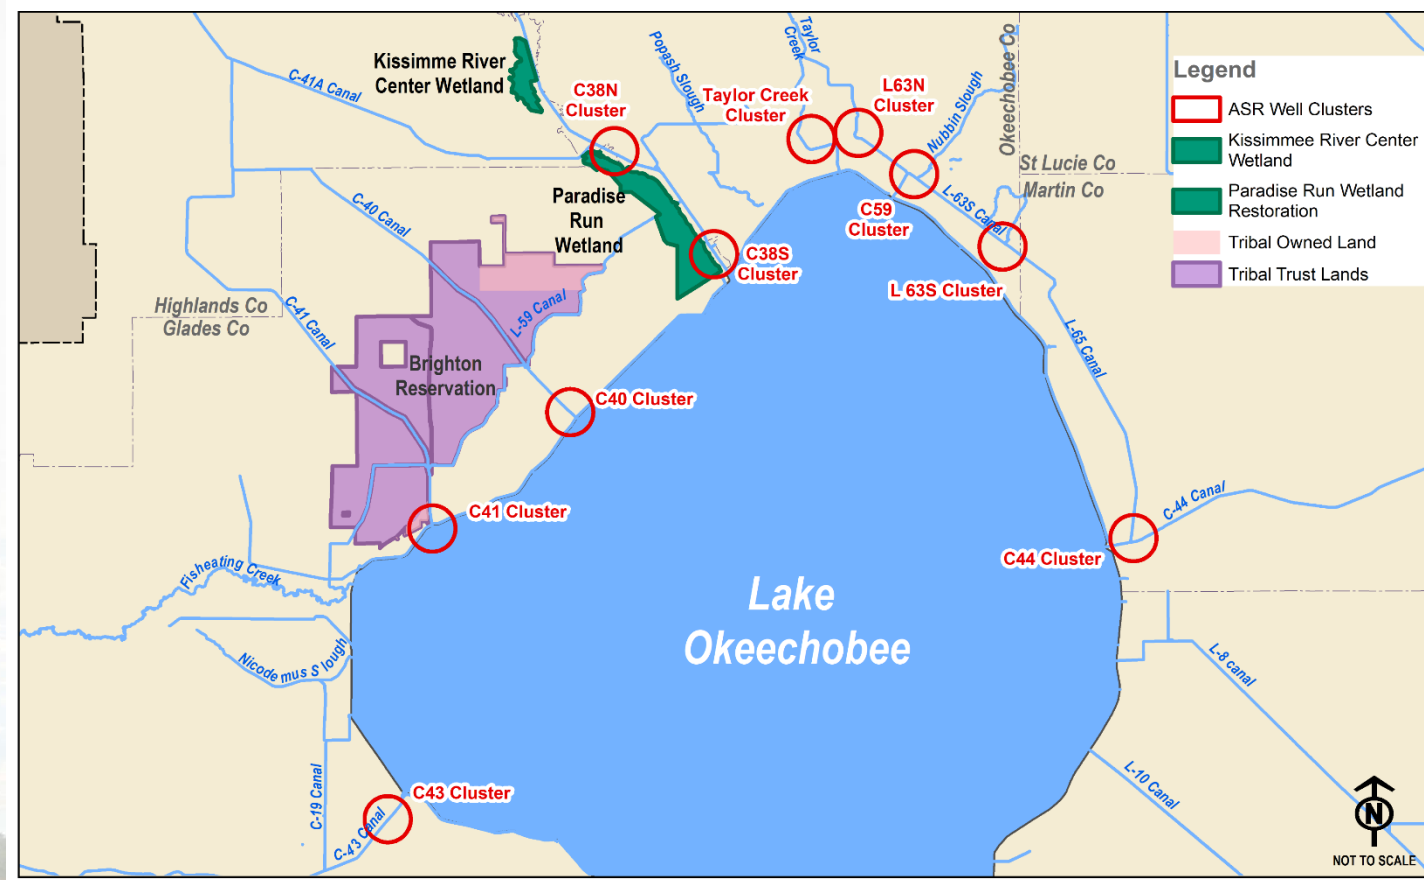 Kissimme River
Center Wetland
C-41A Canal
C38N
Cluster
Popash Slough
Taylor
Creek
Taylor Creek
Cluster
L63N
Cluster
Nubbin Slough
Okeechobee Co
St Lucie Co
Martin Co
Legend
ASR Well Clusters
Kissimmee River Center
Wetland
Paradise Run Wetland
Restoration
Tribal Owned Land
Tribal Trust Lands
C-40 Canal
Paradise
Run
Wetland
C38S
Cluster
C59
Cluster
L-63S Canal
L 63S Cluster
Highlands Co
Glades Co
C-41 Canal
L-59 Canal
Brighton
Reservation
L-65 Canal
C40 Cluster
C41 Cluster
C-44 Canal
C44 Cluster
Fisheating Creek
Lake
Okeechobee
Nicode mus S lough
L-8 canal
C-19 Canal
C43 Cluster
C-43 Canal
L-10 Canal
N
NOT TO SCALE